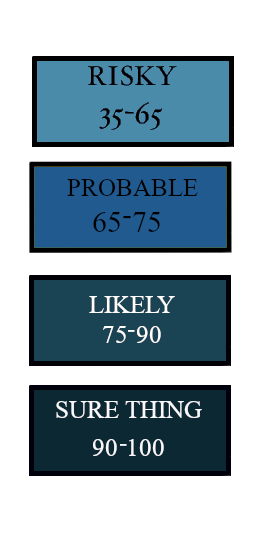 RISKY
35-65
PROBABLE
65-75
LIKELY
75-90
SURE THING
90-100